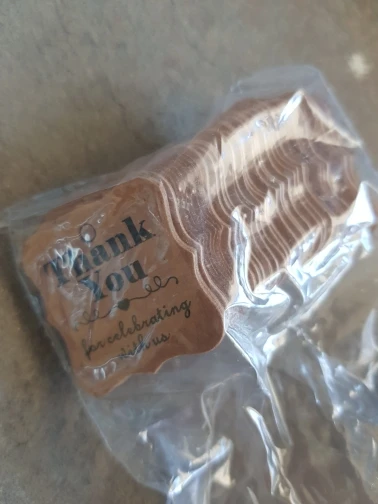 Thank
You
for celebrating
with us